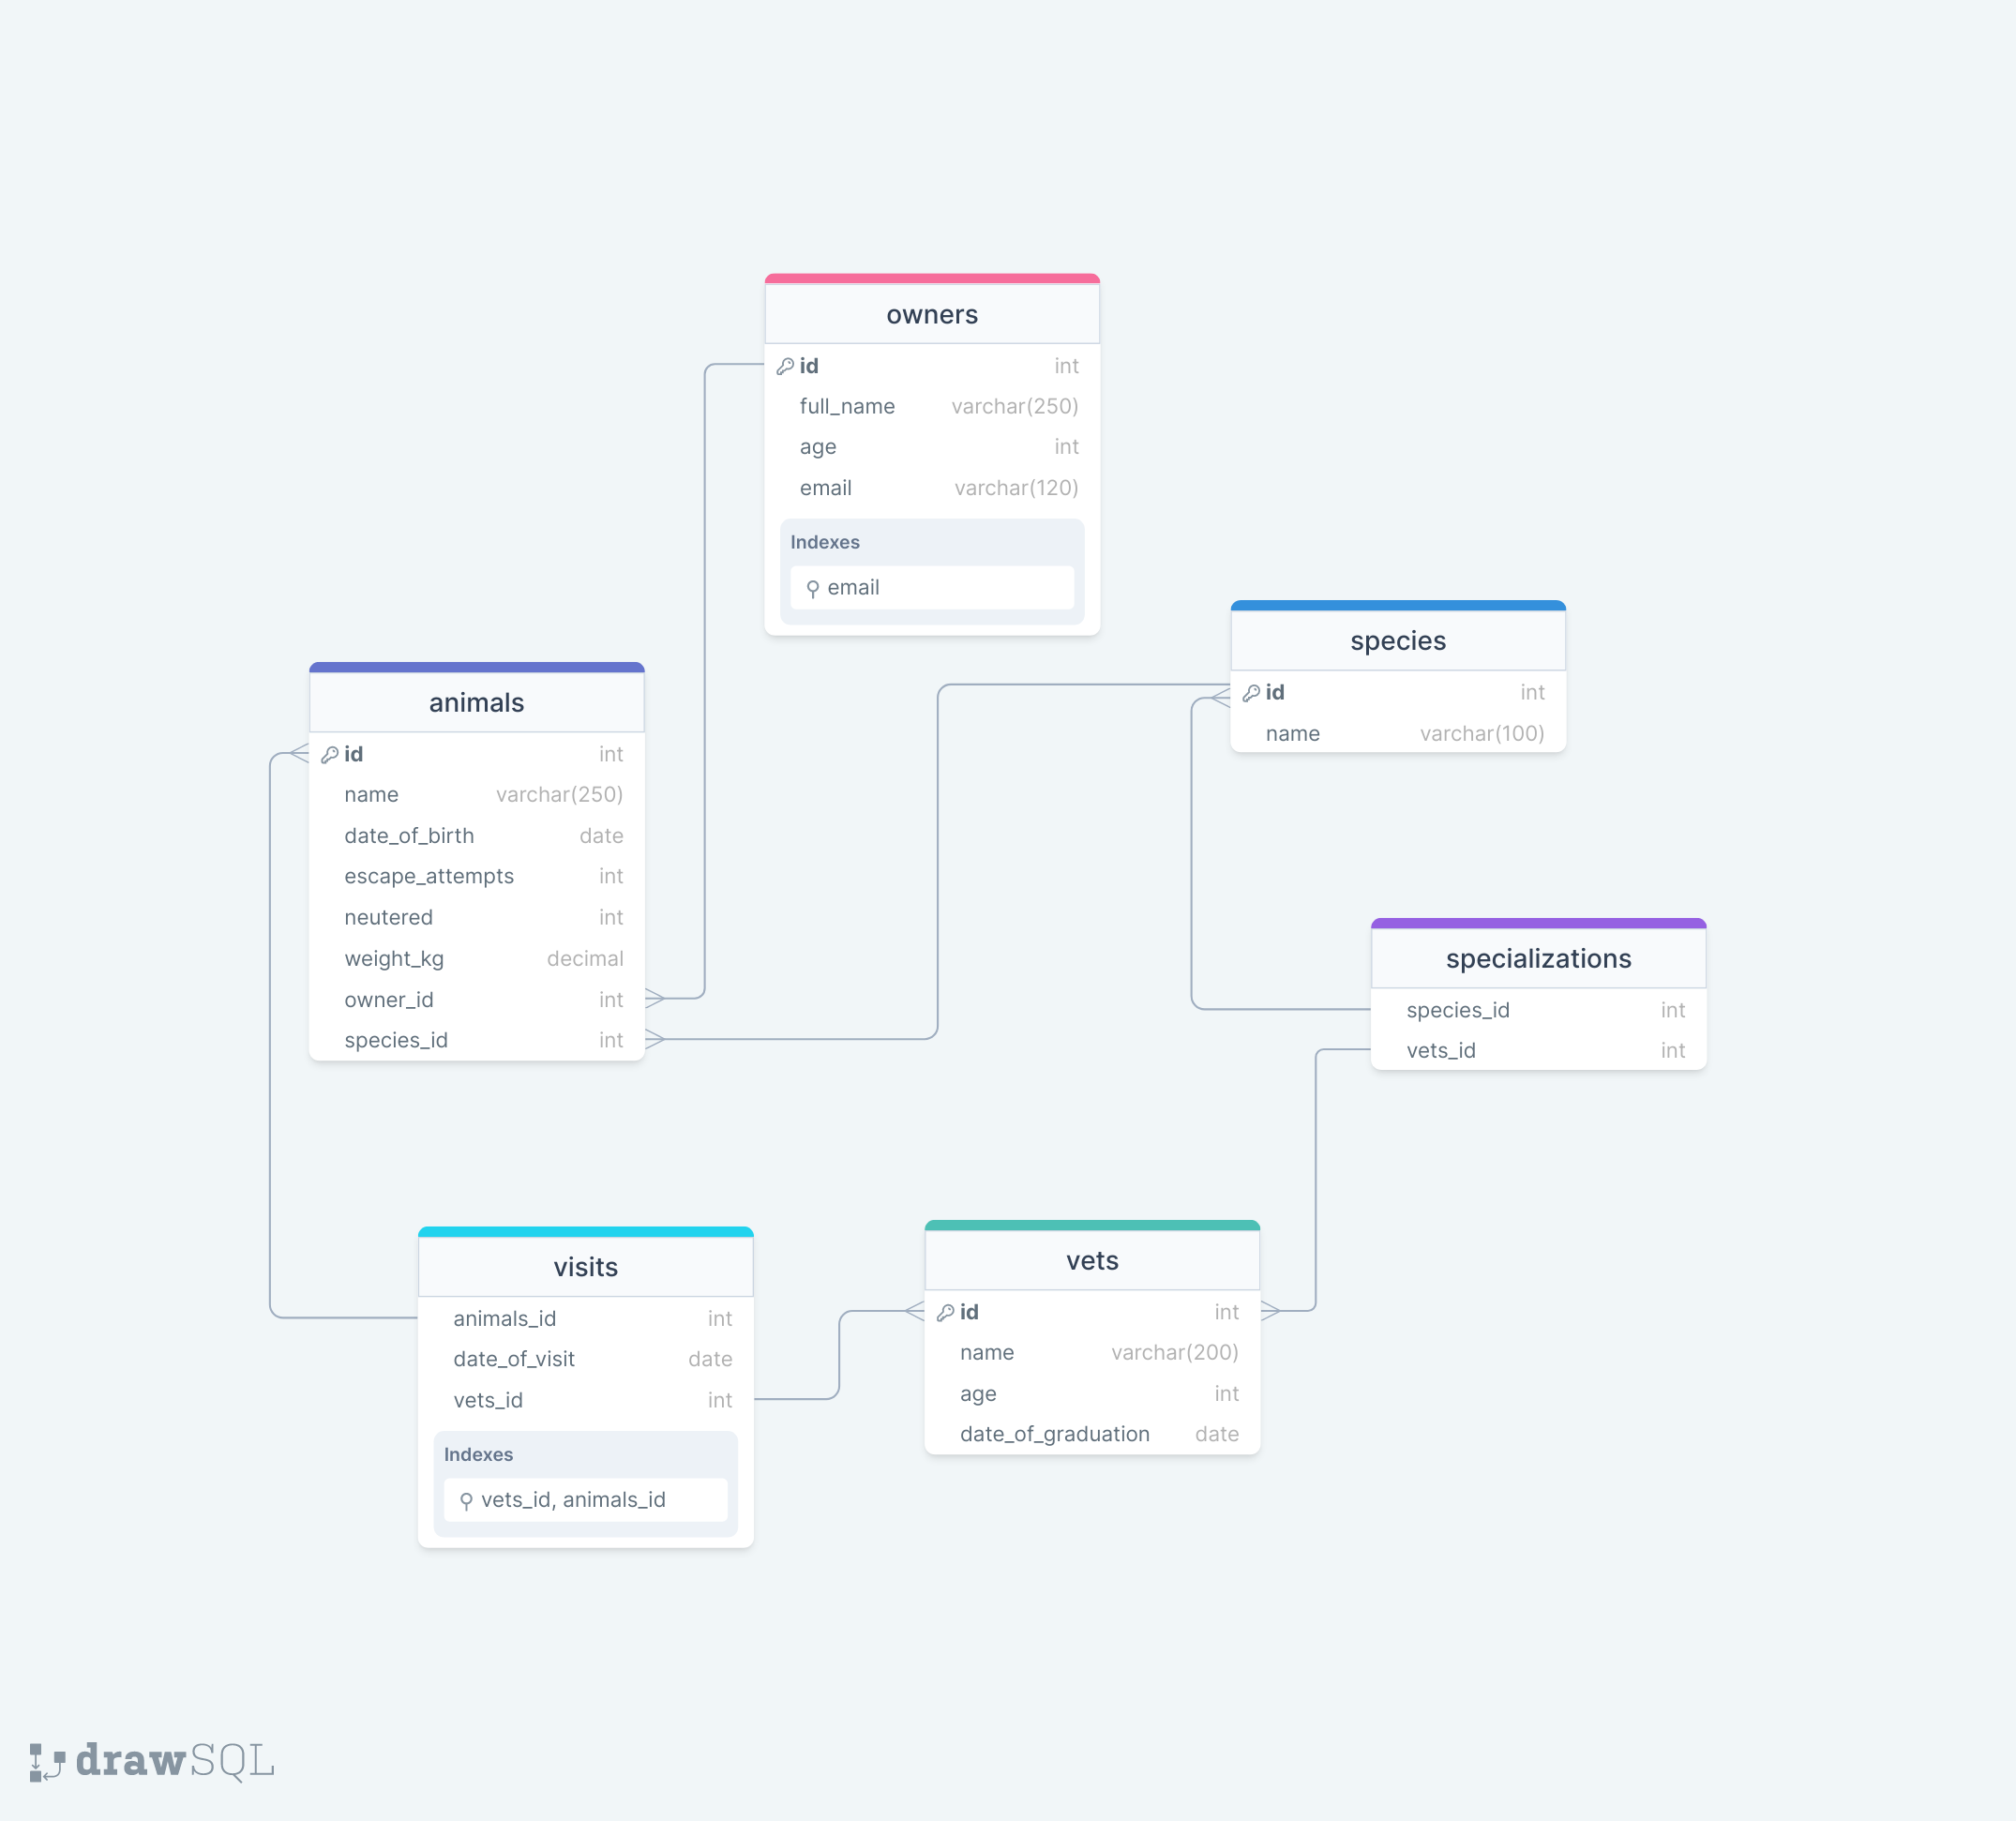 owners
id int
full_name varchar(250)
age int
email varchar(120)
Indexes
email
species
id int
name varchar(100)
animals
id int
name varchar(250)
date_of_birth date
escape_attempts int
neutered int
weight_kg decimal
owner_id int
species_id int
specializations
species_id int
vets_id int
visits
animals_id int
date_of_visit date
vets_id int
Indexes
vets_id, animals_id
vets
id int
name varchar(200)
age int
date_of_graduation date
drawSQL